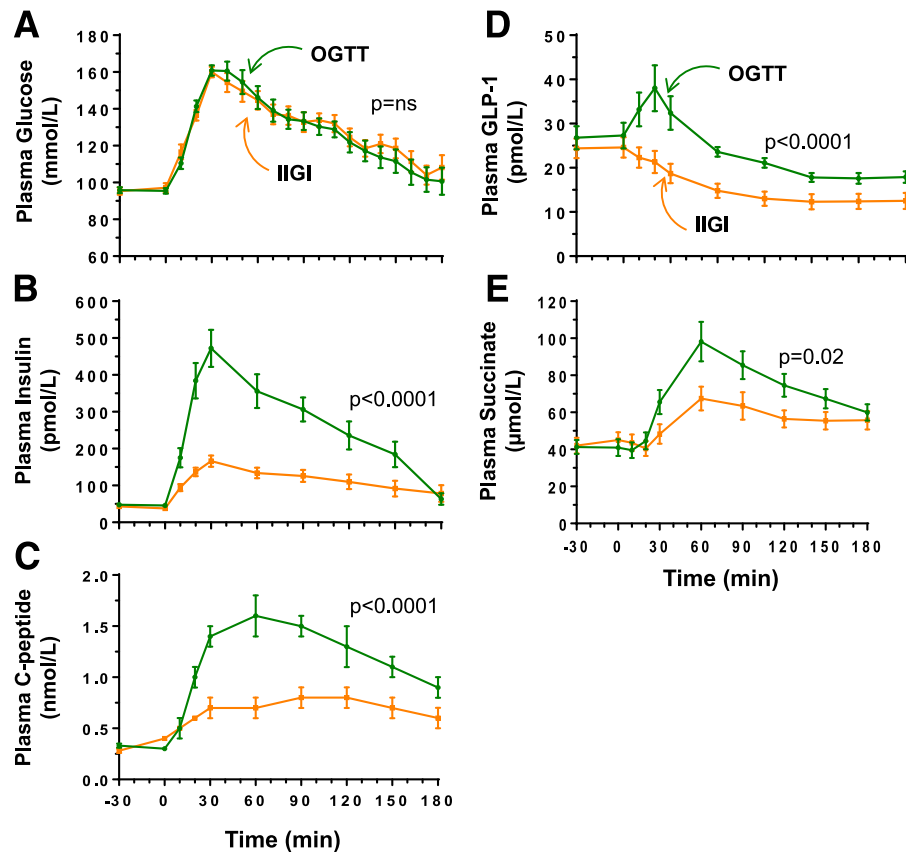 A
Plasma Glucose
(mmol/L)
180
160
140
120
100
80
60
OGTT
IIGI
p=ns
B
Plasma Insulin
(pmol/L)
600
500
400
300
200
100
0
p<0.0001
C
Plasma C-peptide
(nmol/L)
2.0
1.5
1.0
0.5
0.0
p<0.0001
-30 0 30 60 90 120 150 180
Time (min)
D
Plasma GLP-1
(pmol/L)
50
40
30
20
10
0
OGTT
p<0.0001
IIGI
E
Plasma Succinate
(µmol/L)
120
100
80
60
40
20
0
p=0.02
-30 0 30 60 90 120 150 180
Time (min)